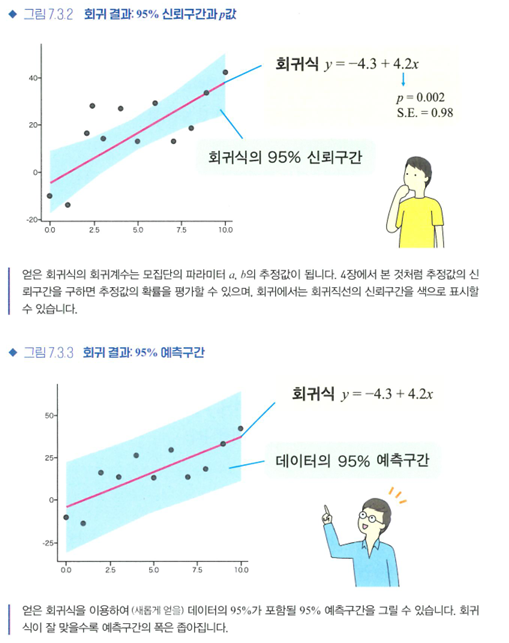 ◆ 그림 7.3.2 회귀 결과: 95% 신뢰구간과 p값
회귀식 y = −4.3 + 4.2x
p = 0.002
S.E. = 0.98
회귀식의 95% 신뢰구간
40
20
0
-20
0.0 2.5 5.0 7.5 10.0
얻은 회귀식의 회귀계수는 모집단의 파라미터 a, b의 추정값이 됩니다. 4장에서 본 것처럼 추정값의 신
뢰구간을 구하면 추정값의 확률을 평가할 수 있으며, 회귀에서는 회귀직선의 신뢰구간을 색으로 표시할
수 있습니다.
◆ 그림 7.3.3 회귀 결과: 95% 예측구간
회귀식 y = −4.3 + 4.2x
데이터의 95% 예측구간
50
25
0
-25
0.0 2.5 5.0 7.5 10.0
얻은 회귀식을 이용하여 (새롭게 얻을) 데이터의 95%가 포함될 95% 예측구간을 그릴 수 있습니다. 회귀
식이 잘 맞을수록 예측구간의 폭은 좁아집니다.